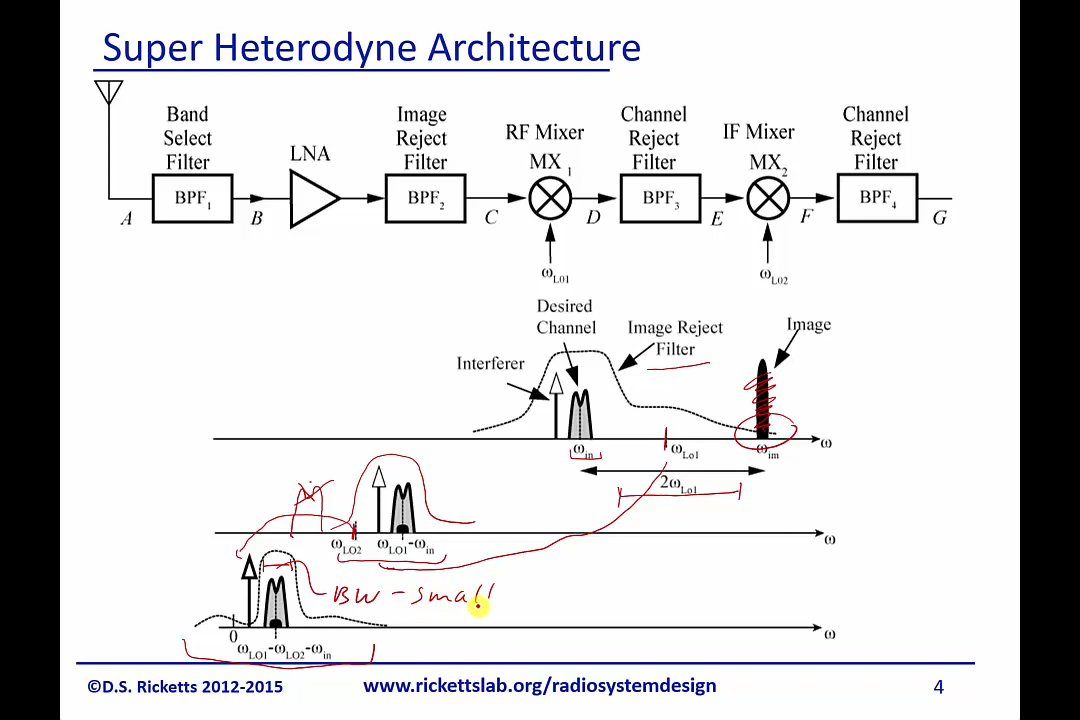 Super Heterodyne Architecture
Band
Select
Filter
LNA
Image
Reject
Filter
RF Mixer
MX1
Channel
Reject
Filter
IF Mixer
MX2
Channel
Reject
Filter
A
BPF1
B
BPF2
C
D
BPF3
E
F
BPF4
G
ωLO1
ωLO2
Desired
Channel
Image Reject
Filter
Image
Interferer
ωin
ωLo1
ωim
ω
2ωLo1
ωLO2
ωLO1-ωin
ω
BW - small
0
ω
ωLO1-ωLO2-ωin
©D.S. Ricketts 2012-2015
www.rickettslab.org/radiosystemdesign
4